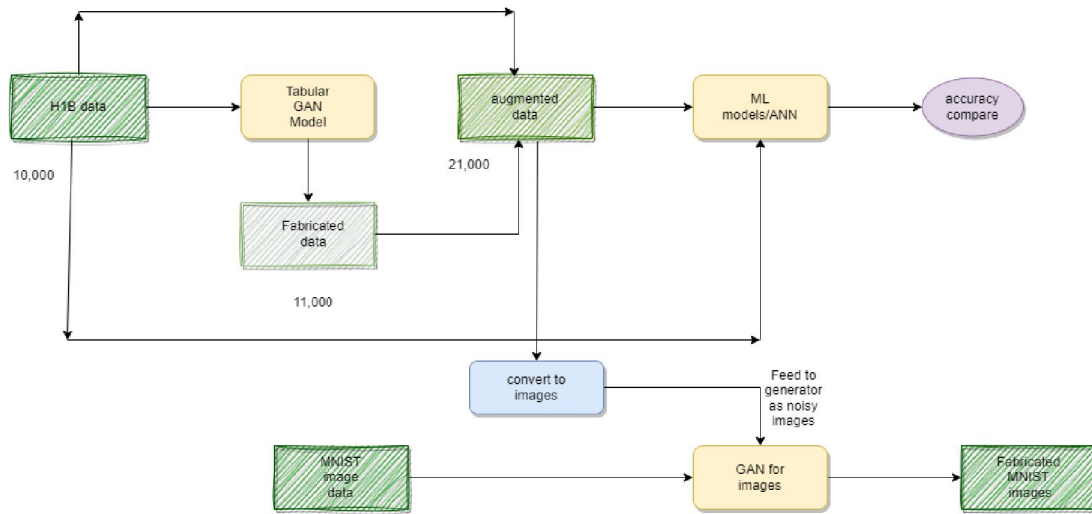 H1B data
Tabular
GAN
Model
augmented
data
ML
models/ANN
accuracy
compare
10,000
21,000
Fabricated
data
11,000
convert to
images
Feed to
generator
as noisy
images
MNIST
image
data
GAN for
images
Fabricated
MNIST
images